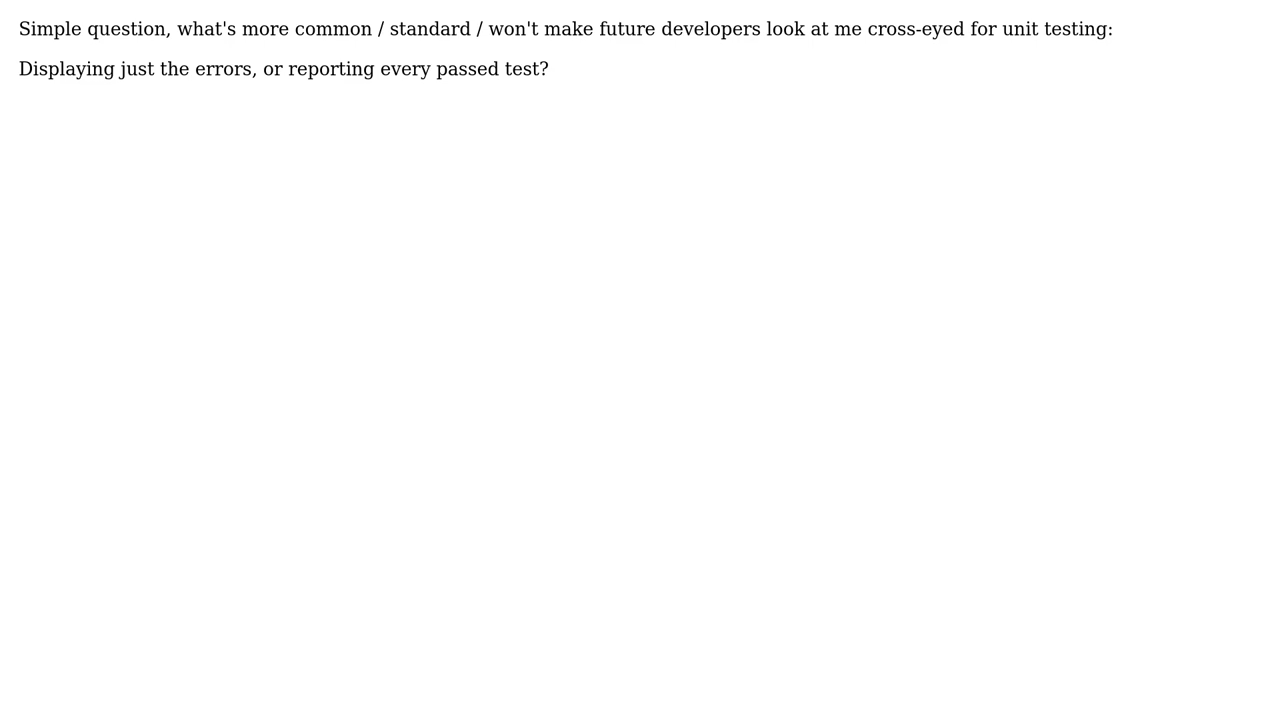 Simple question, what's more common / standard / won't make future developers look at me cross-eyed for unit testing:
Displaying just the errors, or reporting every passed test?